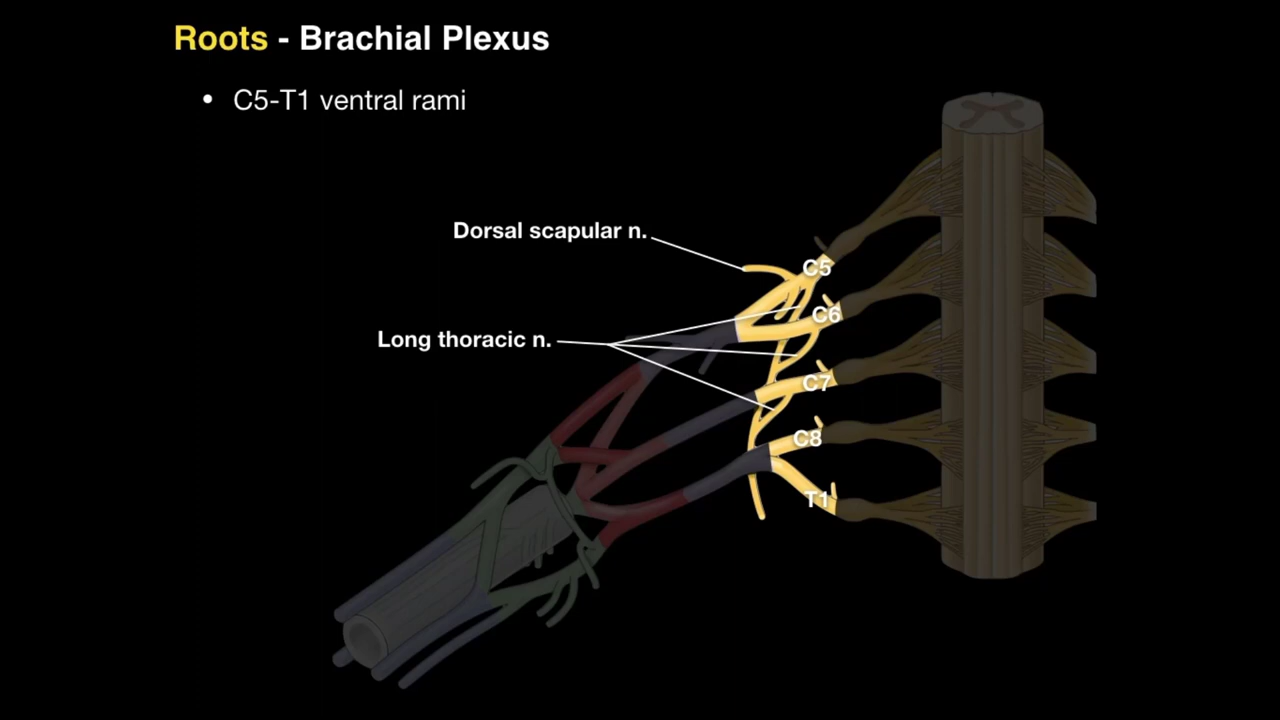 Roots - Brachial Plexus
• C5-T1 ventral rami
Dorsal scapular n.
C5
C6
Long thoracic n.
C7
C8
T1